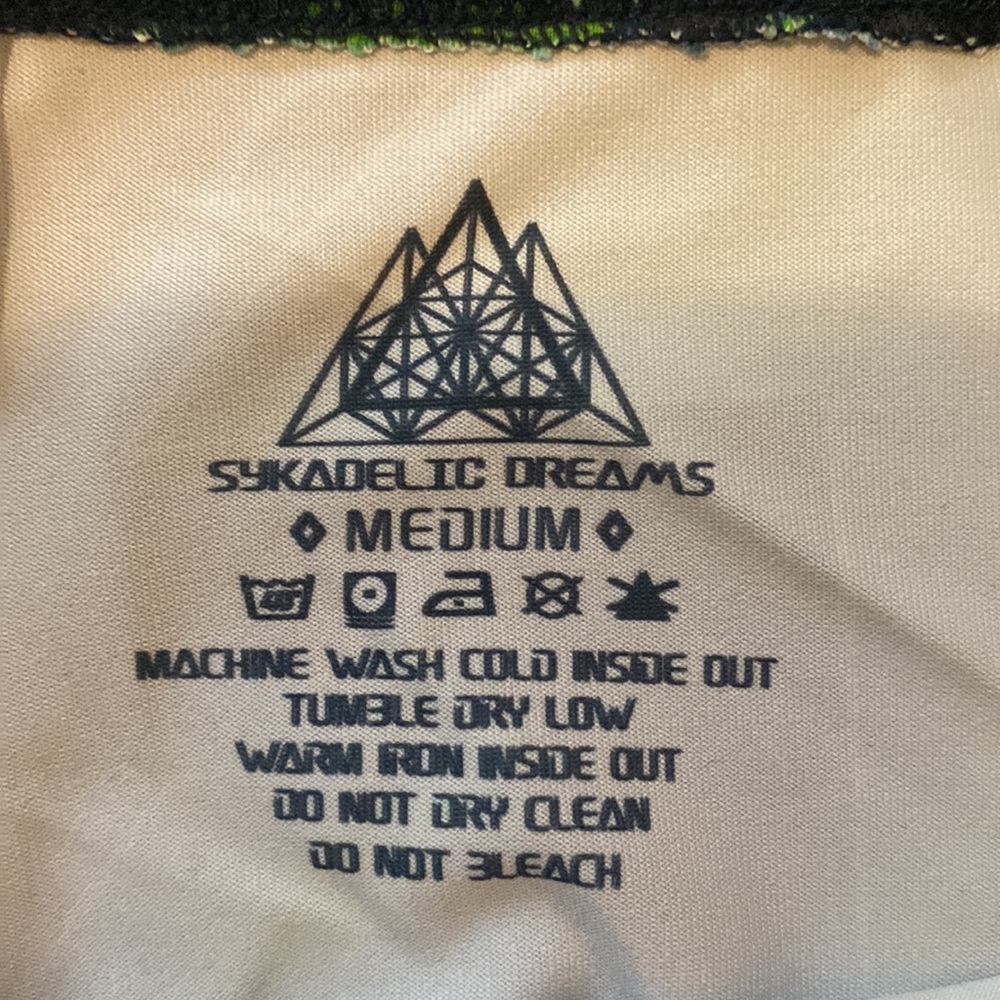 SYKADELIC DREAMS
MEDIUM
MACHINE WASH COLD INSIDE OUT
TUMBLE DRY LOW
WARM IRON INSIDE OUT
DO NOT DRY CLEAN
DO NOT BLEACH